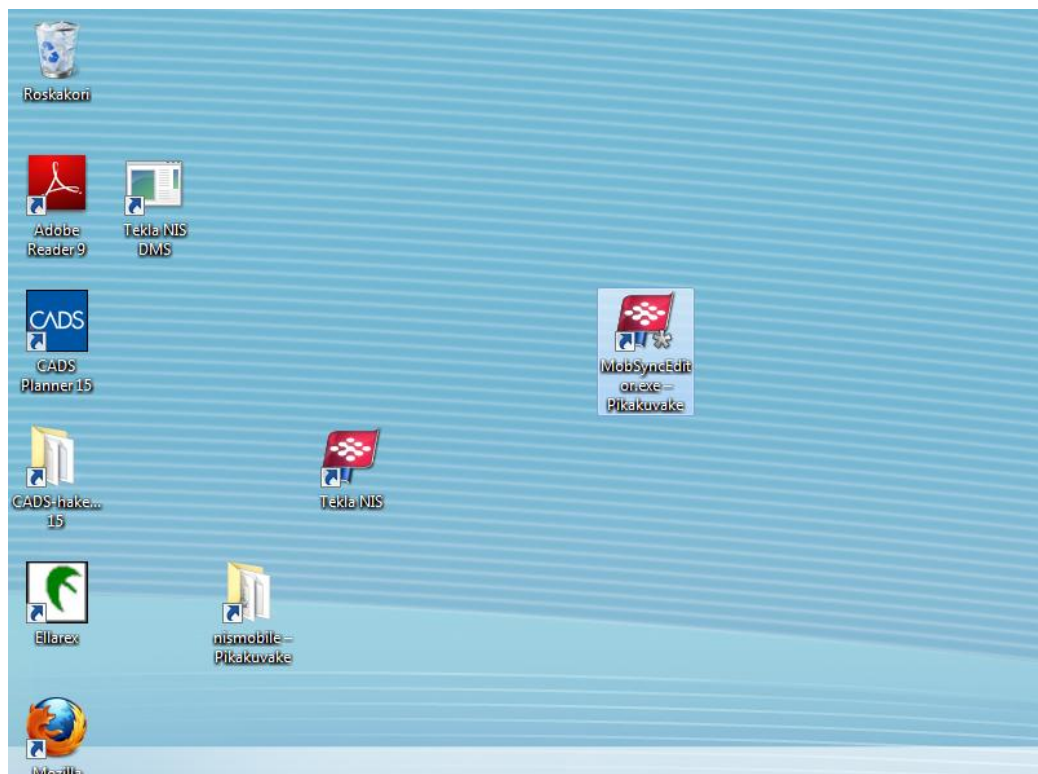 Roskakori
Adobe
Reader 9
Tekla NIS
DMS
CADS
CADS
Planner 15
MobSyncEdit
or.exe –
Pikakuvake
CADS-hake...
15
Tekla NIS
Ellarex
nismobile –
Pikakuvake
Mozilla